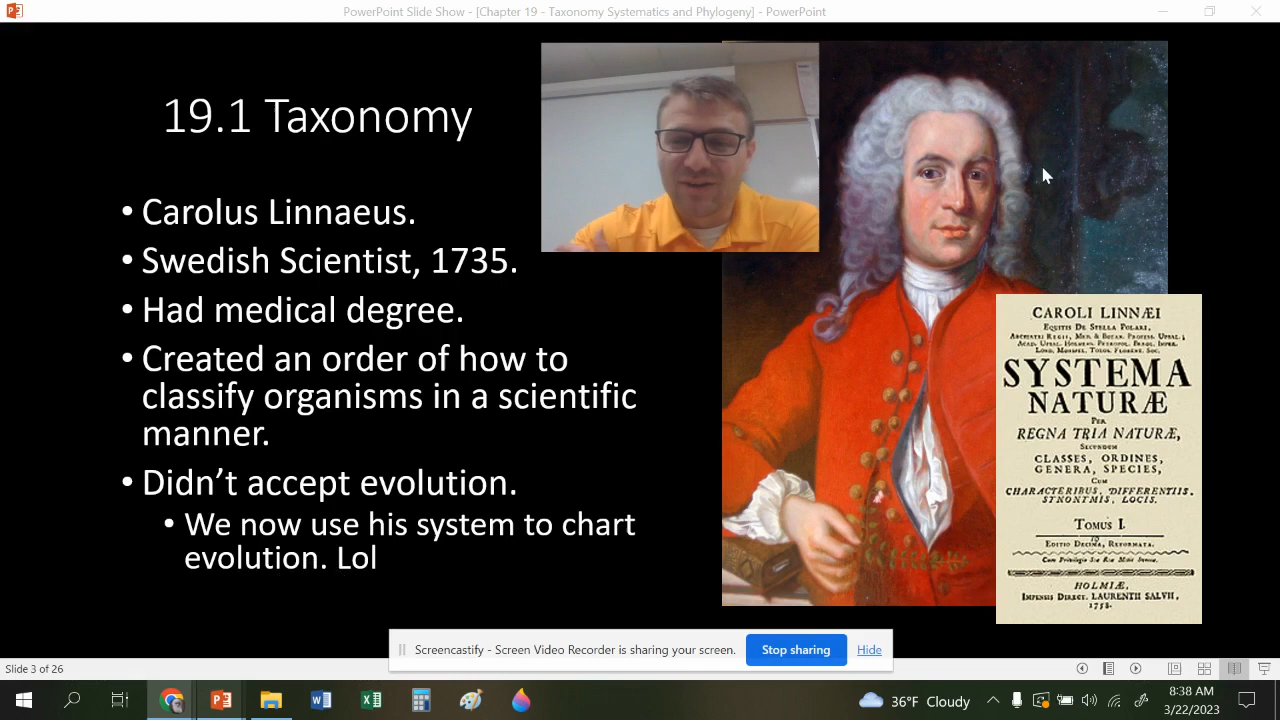 PowerPoint Slide Show - [Chapter 19 - Taxonomy Systematics and Phylogeny] - PowerPoint
19.1 Taxonomy
• Carolus Linnaeus.
• Swedish Scientist, 1735.
• Had medical degree.
• Created an order of how to
classify organisms in a scientific
manner.
• Didn't accept evolution.
• We now use his system to chart
evolution. Lol
CAROLI LINNÆI
EQUITIS DE STELLA POLARI,
SYSTEMA
NATURÆ
PER
REGNA TRIA NATURÆ,
SECUNDUM
CLASSES, ORDINES,
GENERA, SPECIES,
CUM
CHARACTERIBUS, DIFFERENTIIS,
SYNONYMIS, LOCIS.
TOMUS I.
EDITIO DECIMA, REFORMATA.
HOLMIÆ,
IMPENSIS DIRECT. LAURENTII SALVII,
1758.
Screencastify - Screen Video Recorder is sharing your screen.
Stop sharing
Hide
Slide 3 of 26
36°F Cloudy
8:38 AM
3/22/2023